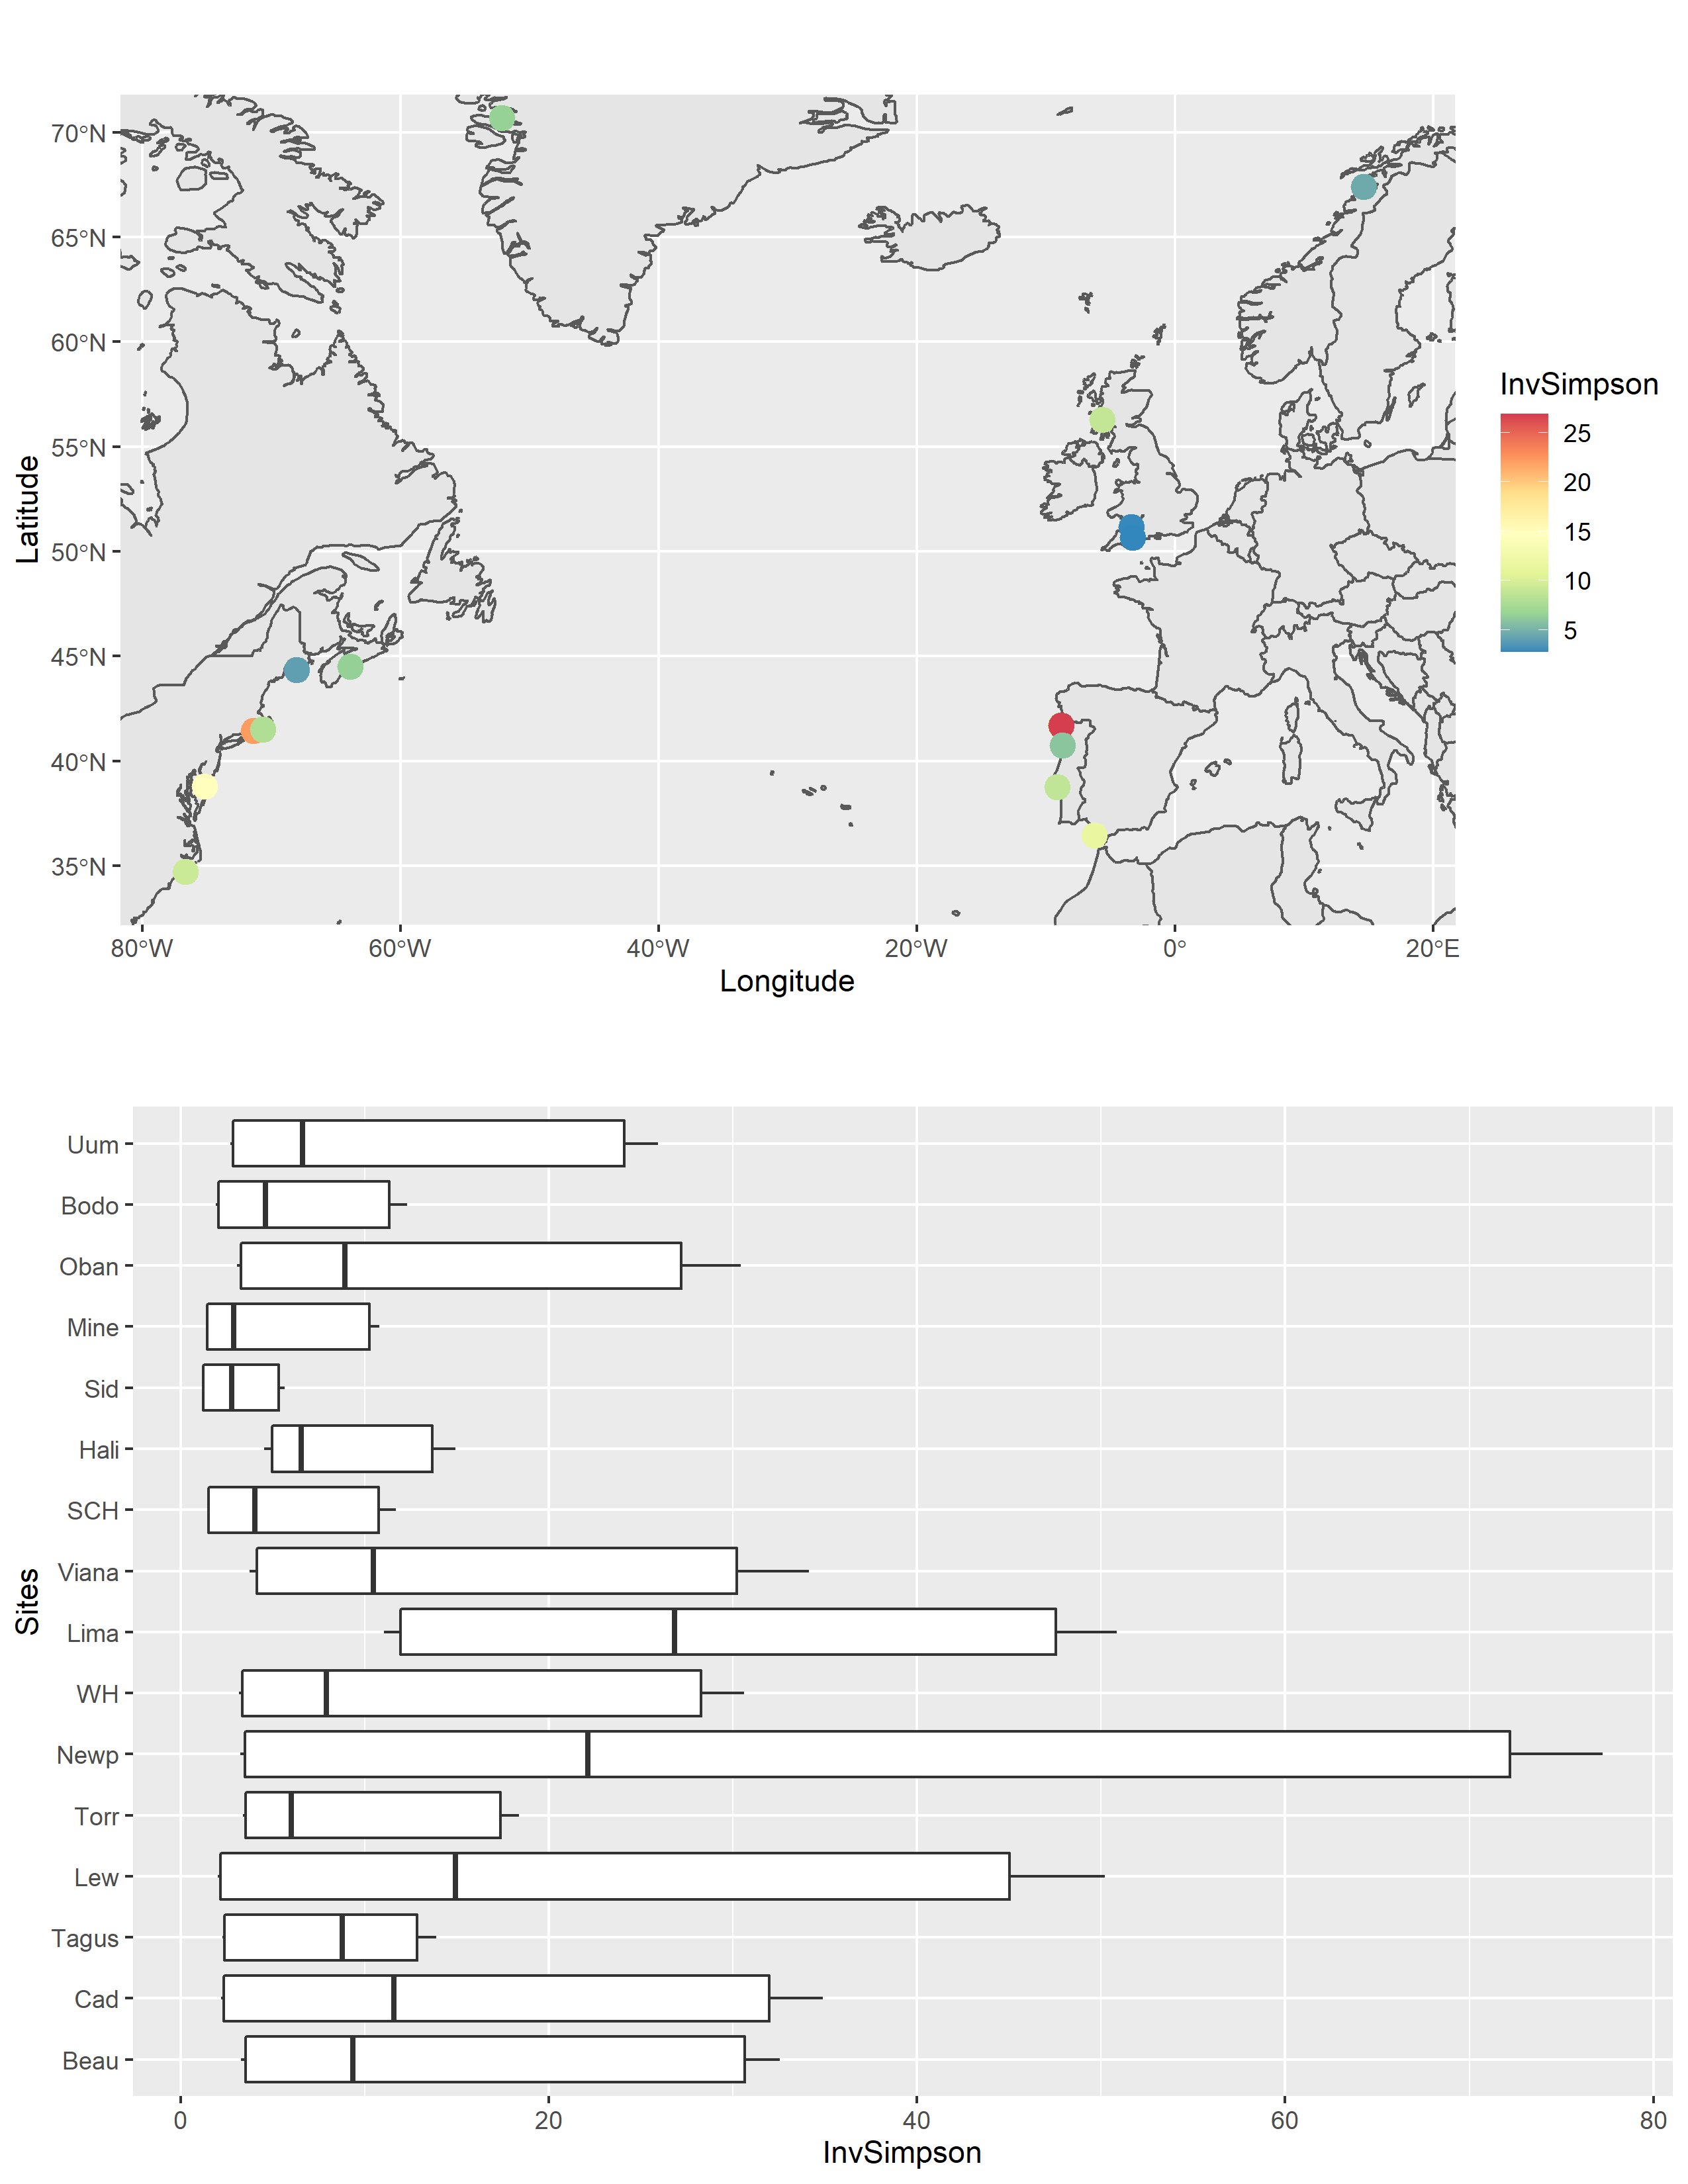 70°N
65°N
60°N
55°N
50°N
45°N
40°N
35°N
Latitude
80°W 60°W 40°W 20°W 0° 20°E
Longitude
InvSimpson
25
20
15
10
5
Uum
Bodo
Oban
Mine
Sid
Hali
SCH
Viana
Lima
WH
Newp
Torr
Lew
Tagus
Cad
Beau
Sites
0 20 40 60 80
InvSimpson